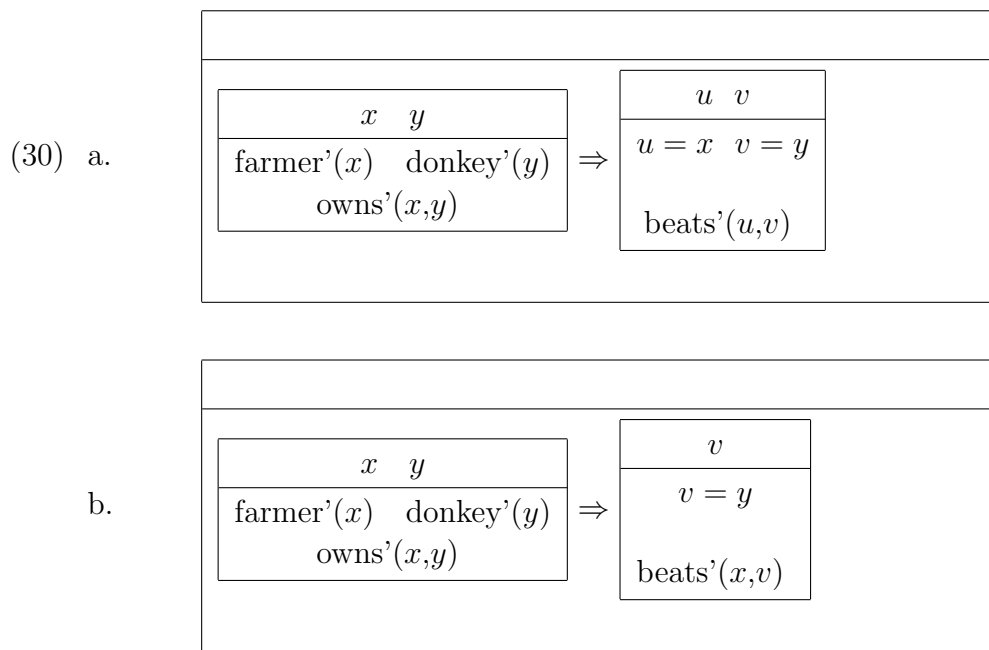 (30) a.
x y
farmer’(x) donkey’(y)
owns’(x,y)
⇒
u v
u = x v = y
beats’(u,v)
b.
x y
farmer’(x) donkey’(y)
owns’(x,y)
⇒
v
v = y
beats’(x,v)